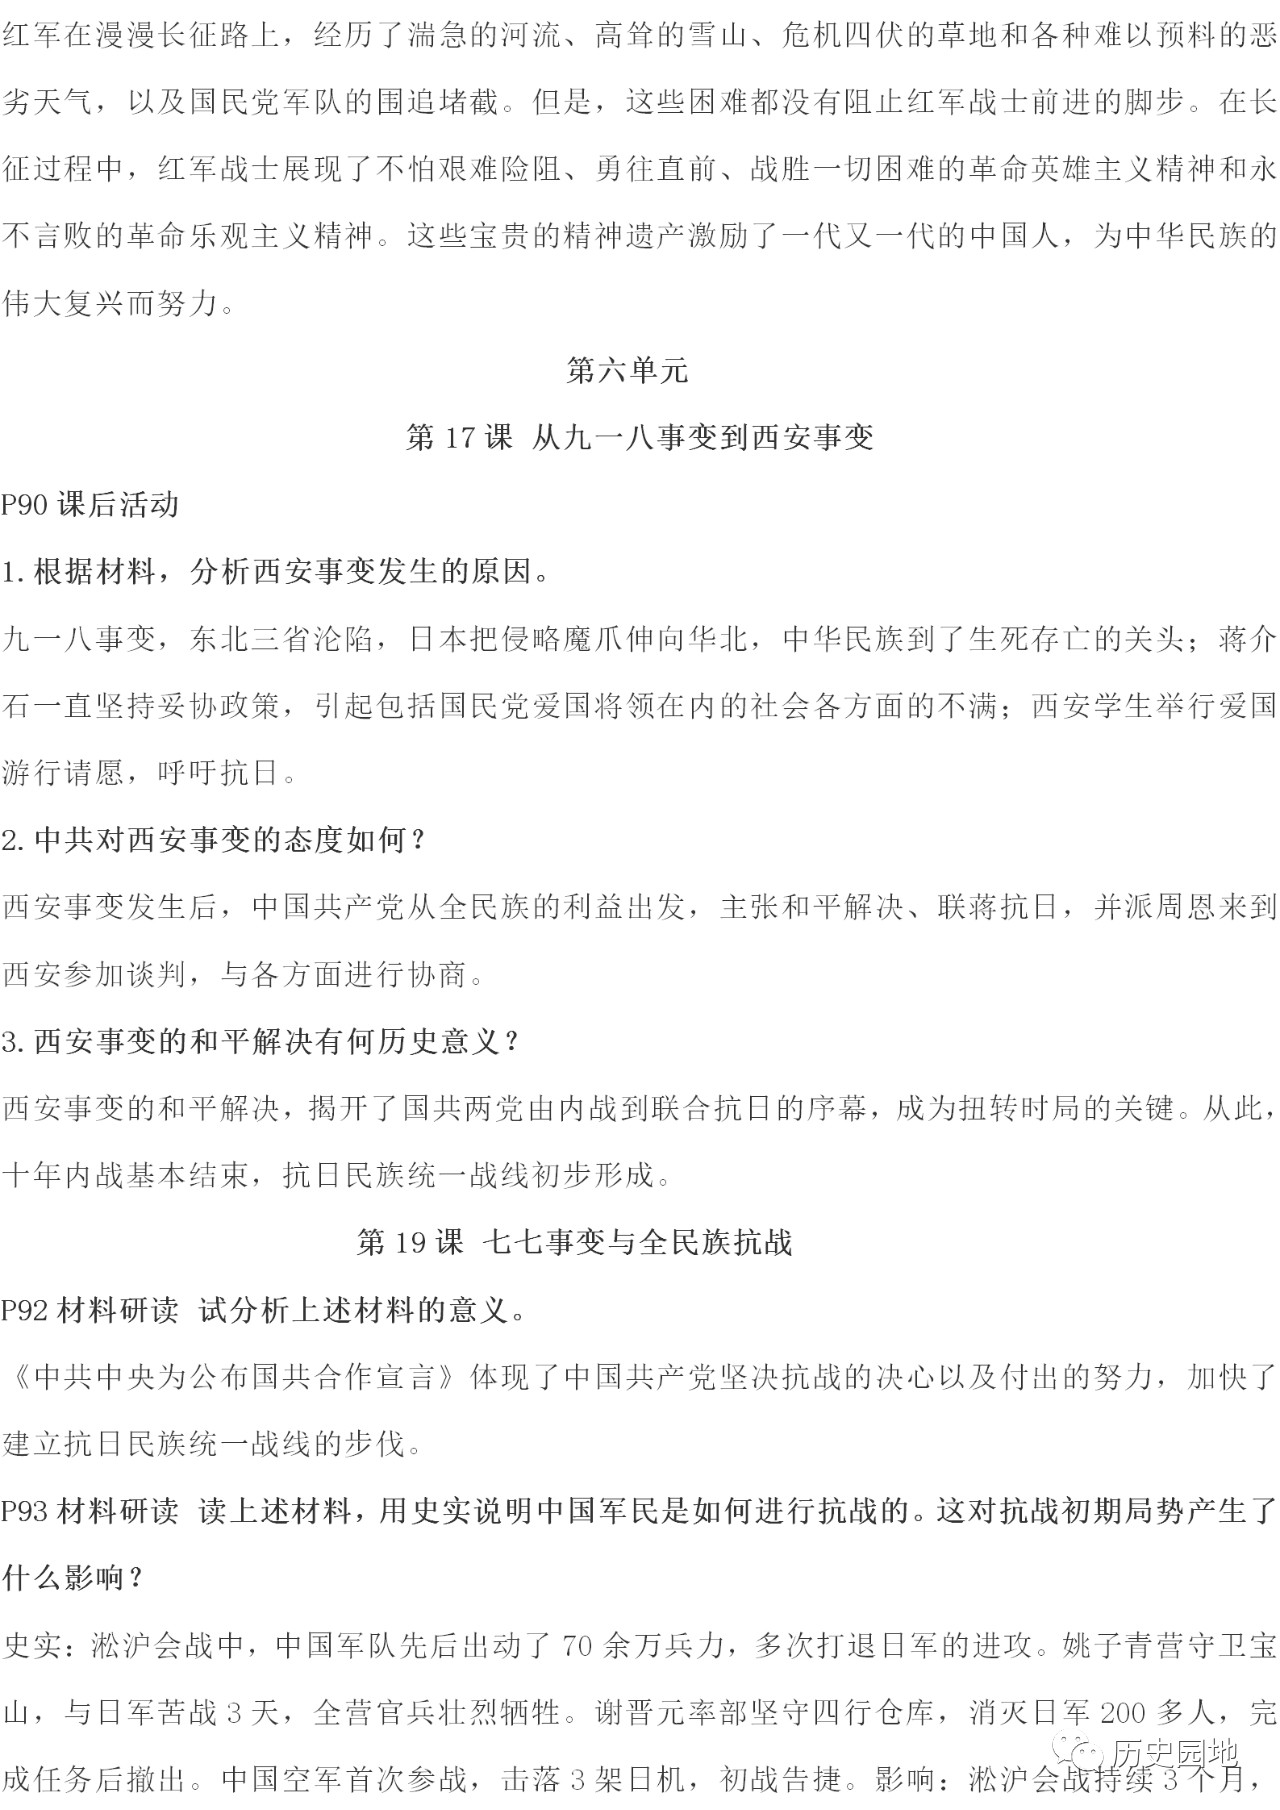 红军在漫漫长征路上，经历了湍急的河流、高耸的雪山、危机四伏的草地和各种难以预料的恶
劣天气，以及国民党军队的围追堵截。但是，这些困难都没有阻止红军战士前进的脚步。在长
征过程中，红军战士展现了不怕艰难险阻、勇往直前、战胜一切困难的革命英雄主义精神和永
不言败的革命乐观主义精神。这些宝贵的精神遗产激励了一代又一代的中国人，为中华民族的
伟大复兴而努力。
第六单元
第 17 课 从九一八事变到西安事变
P90 课后活动
1.根据材料，分析西安事变发生的原因。
九一八事变，东北三省沦陷，日本把侵略魔爪伸向华北，中华民族到了生死存亡的关头；蒋介
石一直坚持妥协政策，引起包括国民党爱国将领在内的社会各方面的不满；西安学生举行爱国
游行请愿，呼吁抗日。
2.中共对西安事变的态度如何？
西安事变发生后，中国共产党从全民族的利益出发，主张和平解决、联蒋抗日，并派周恩来到
西安参加谈判，与各方面进行协商。
3.西安事变的和平解决有何历史意义？
西安事变的和平解决，揭开了国共两党由内战到联合抗日的序幕，成为扭转时局的关键。从此，
十年内战基本结束，抗日民族统一战线初步形成。
第 19 课 七七事变与全民族抗战
P92 材料研读 试分析上述材料的意义。
《中共中央为公布国共合作宣言》体现了中国共产党坚决抗战的决心以及付出的努力，加快了
建立抗日民族统一战线的步伐。
P93 材料研读 读上述材料，用史实说明中国军民是如何进行抗战的。这对抗战初期局势产生了
什么影响？
史实：淞沪会战中，中国军队先后出动了 70 余万兵力，多次打退日军的进攻。姚子青营守卫宝
山，与日军苦战 3 天，全营官兵壮烈牺牲。谢晋元率部坚守四行仓库，消灭日军 200 多人，完
成任务后撤出。中国空军首次参战，击落 3 架日机，初战告捷。影响：淞沪会战持续 3 个月，
历史园地